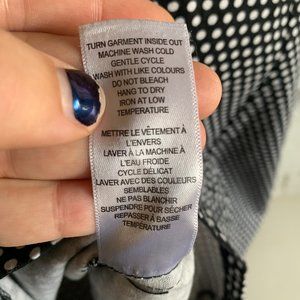 TURN GARMENT INSIDE OUT
MACHINE WASH COLD
GENTLE CYCLE
WASH WITH LIKE COLOURS
DO NOT BLEACH
HANG TO DRY
IRON AT LOW
TEMPERATURE
METTRE LE VÊTEMENT À
L'ENVERS
LAVER À LA MACHINE À
L'EAU FROIDE
CYCLE DÉLICAT
LAVER AVEC DES COULEURS
SEMBLABLES
NE PAS BLANCHIR
SUSPENDRE POUR SÉCHER
REPASSER À BASSE
TEMPÉRATURE